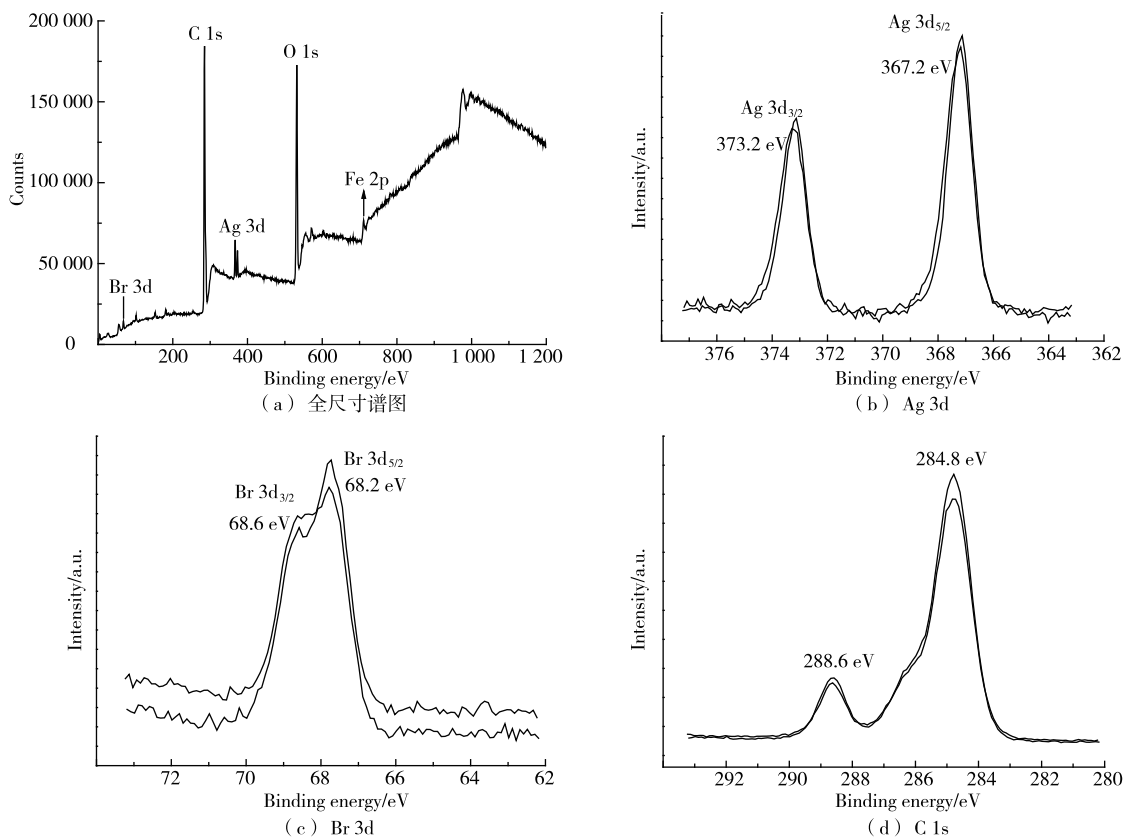 200 000
150 000
100 000
50 000
0
Counts
C 1s
O 1s
Fe 2p
Ag 3d
Br 3d
200 400 600 800 1 000 1 200
Binding energy/eV
(a) 全尺寸谱图
Intensity/a.u.
Ag 3d5/2
367.2 eV
Ag 3d3/2
373.2 eV
376 374 372 370 368 366 364 362
Binding energy/eV
(b) Ag 3d
Intensity/a.u.
Br 3d5/2
68.2 eV
Br 3d3/2
68.6 eV
72 70 68 66 64 62
Binding energy/eV
(c) Br 3d
Intensity/a.u.
284.8 eV
288.6 eV
292 290 288 286 284 282 280
Binding energy/eV
(d) C 1s